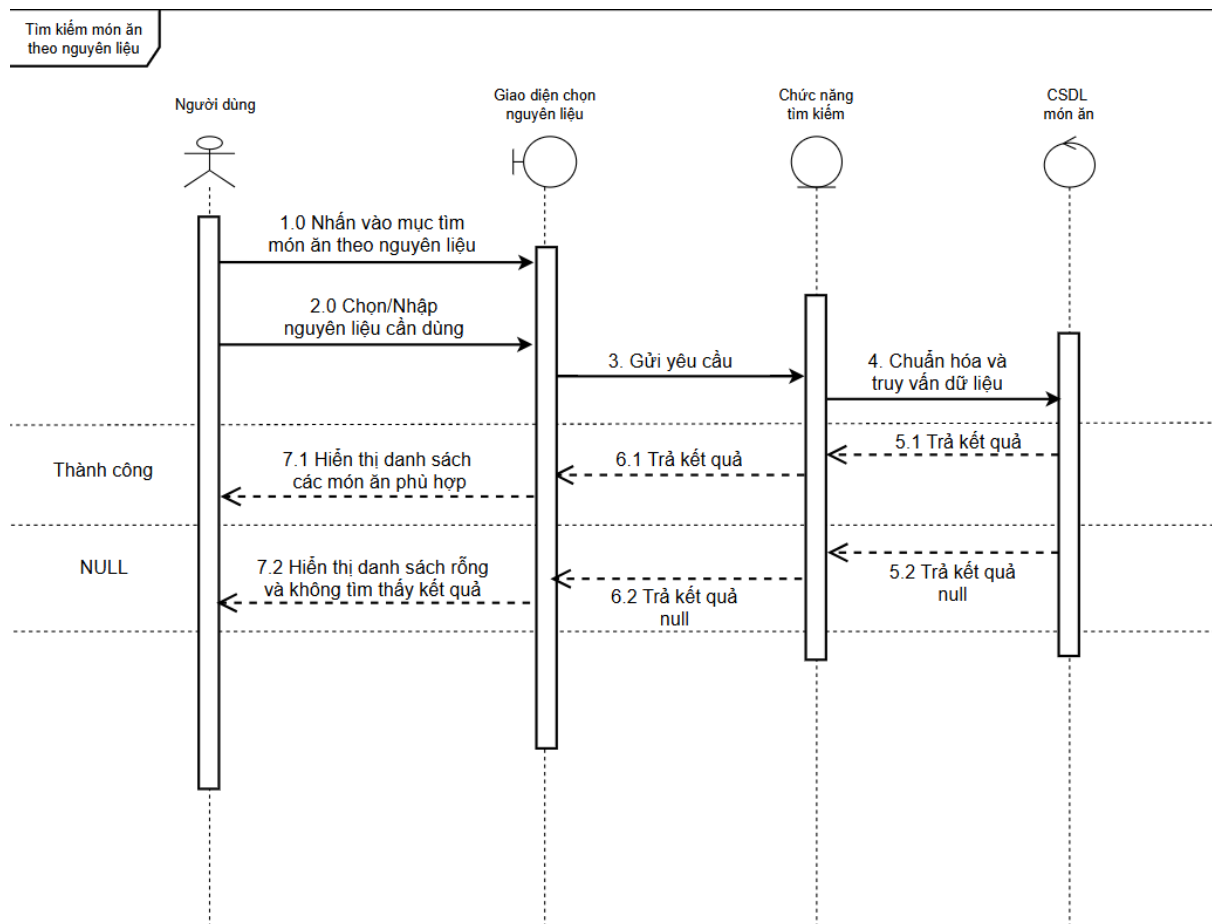 Tìm kiếm món ăn
theo nguyên liệu
Người dùng
Giao diện chọn
nguyên liệu
Chức năng
tìm kiếm
CSDL
món ăn
1.0 Nhấn vào mục tìm
món ăn theo nguyên liệu
2.0 Chọn/Nhập
nguyên liệu cần dùng
3. Gửi yêu cầu
4. Chuẩn hóa và
truy vấn dữ liệu
Thành công
7.1 Hiển thị danh sách
các món ăn phù hợp
6.1 Trả kết quả
5.1 Trả kết quả
NULL
7.2 Hiển thị danh sách rỗng
và không tìm thấy kết quả
6.2 Trả kết quả
null
5.2 Trả kết quả
null